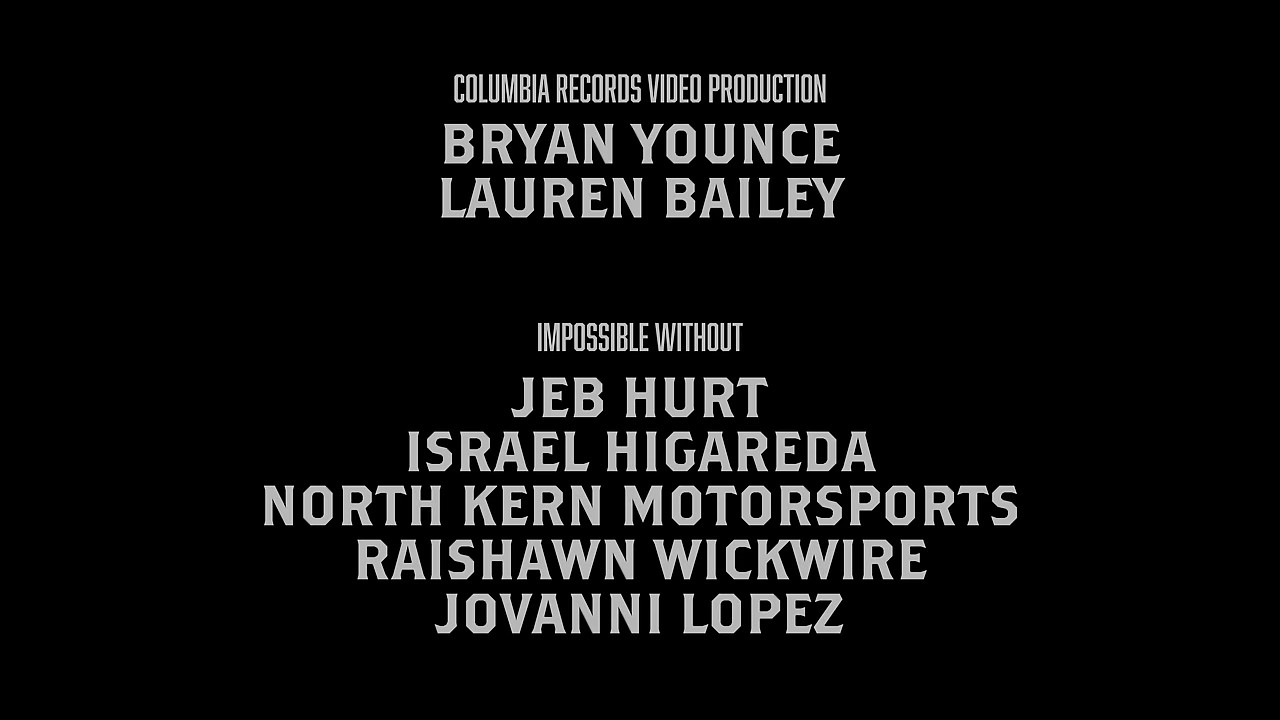 COLUMBIA RECORDS VIDEO PRODUCTION
BRYAN YOUNCE
LAUREN BAILEY
IMPOSSIBLE WITHOUT
JEB HURT
ISRAEL HIGAREDA
NORTH KERN MOTORSPORTS
RAISHAWN WICKWIRE
JOVANNI LOPEZ